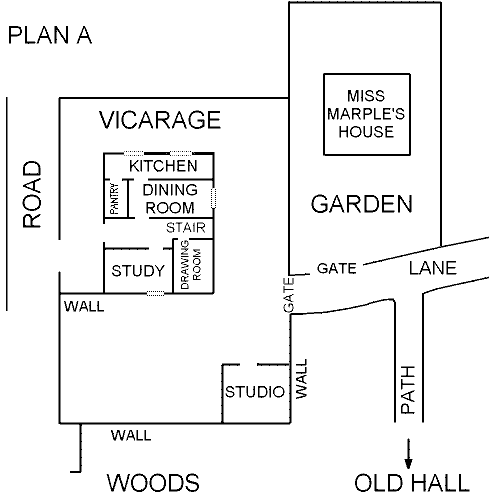 PLAN A
MISS
MARPLE'S
HOUSE
VICARAGE
KITCHEN
PANTRY
DINING
ROOM
ROAD
GARDEN
STAIR
DRAWING
ROOM
STUDY
GATE
LANE
GATE
WALL
STUDIO
WALL
PATH
WALL
WOODS
OLD HALL